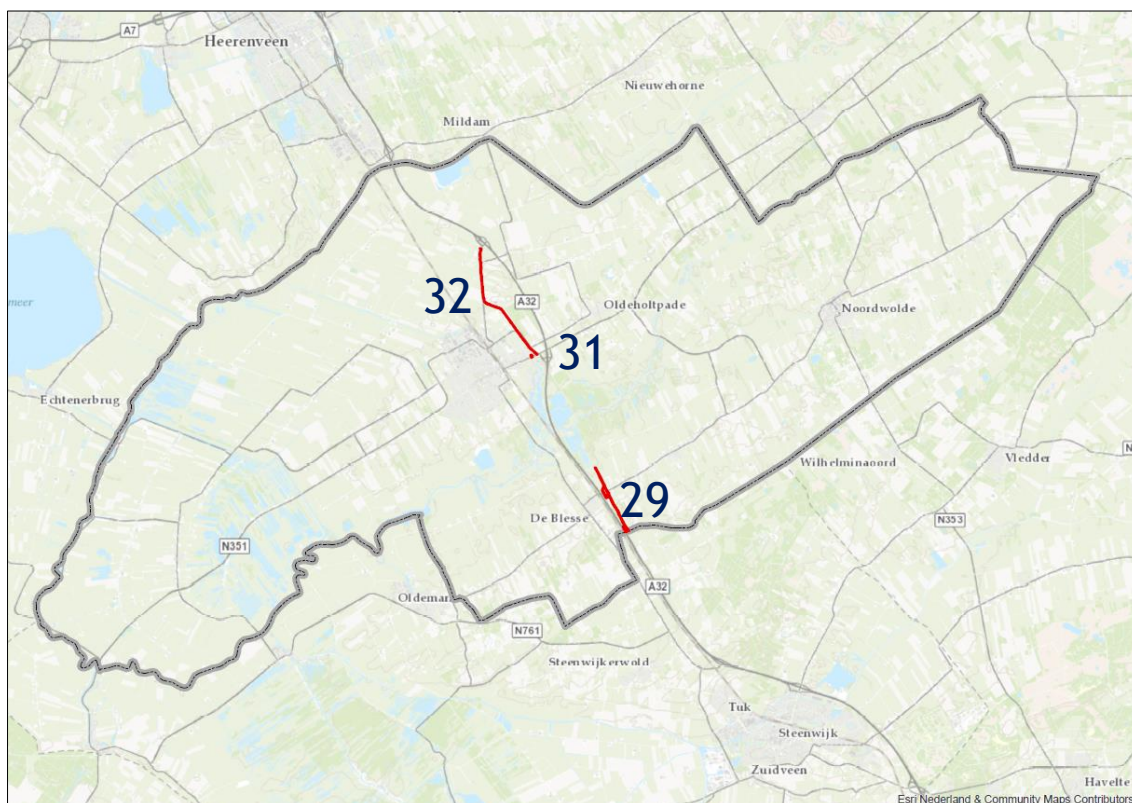 A7
Heerenveen
Nieuwehorne
Mildam
meer
32
A32
Oldeholtpade
Noordwolde
31
Echtenerbrug
Wilhelminaoord
Vledder
N
29
De Blesse
N353
N351
A32
Oldemar
N761
Steenwijkerwold
Tuk
Steenwijk
Zuidveen
Havelte
Esri Nederland & Community Maps Contributors